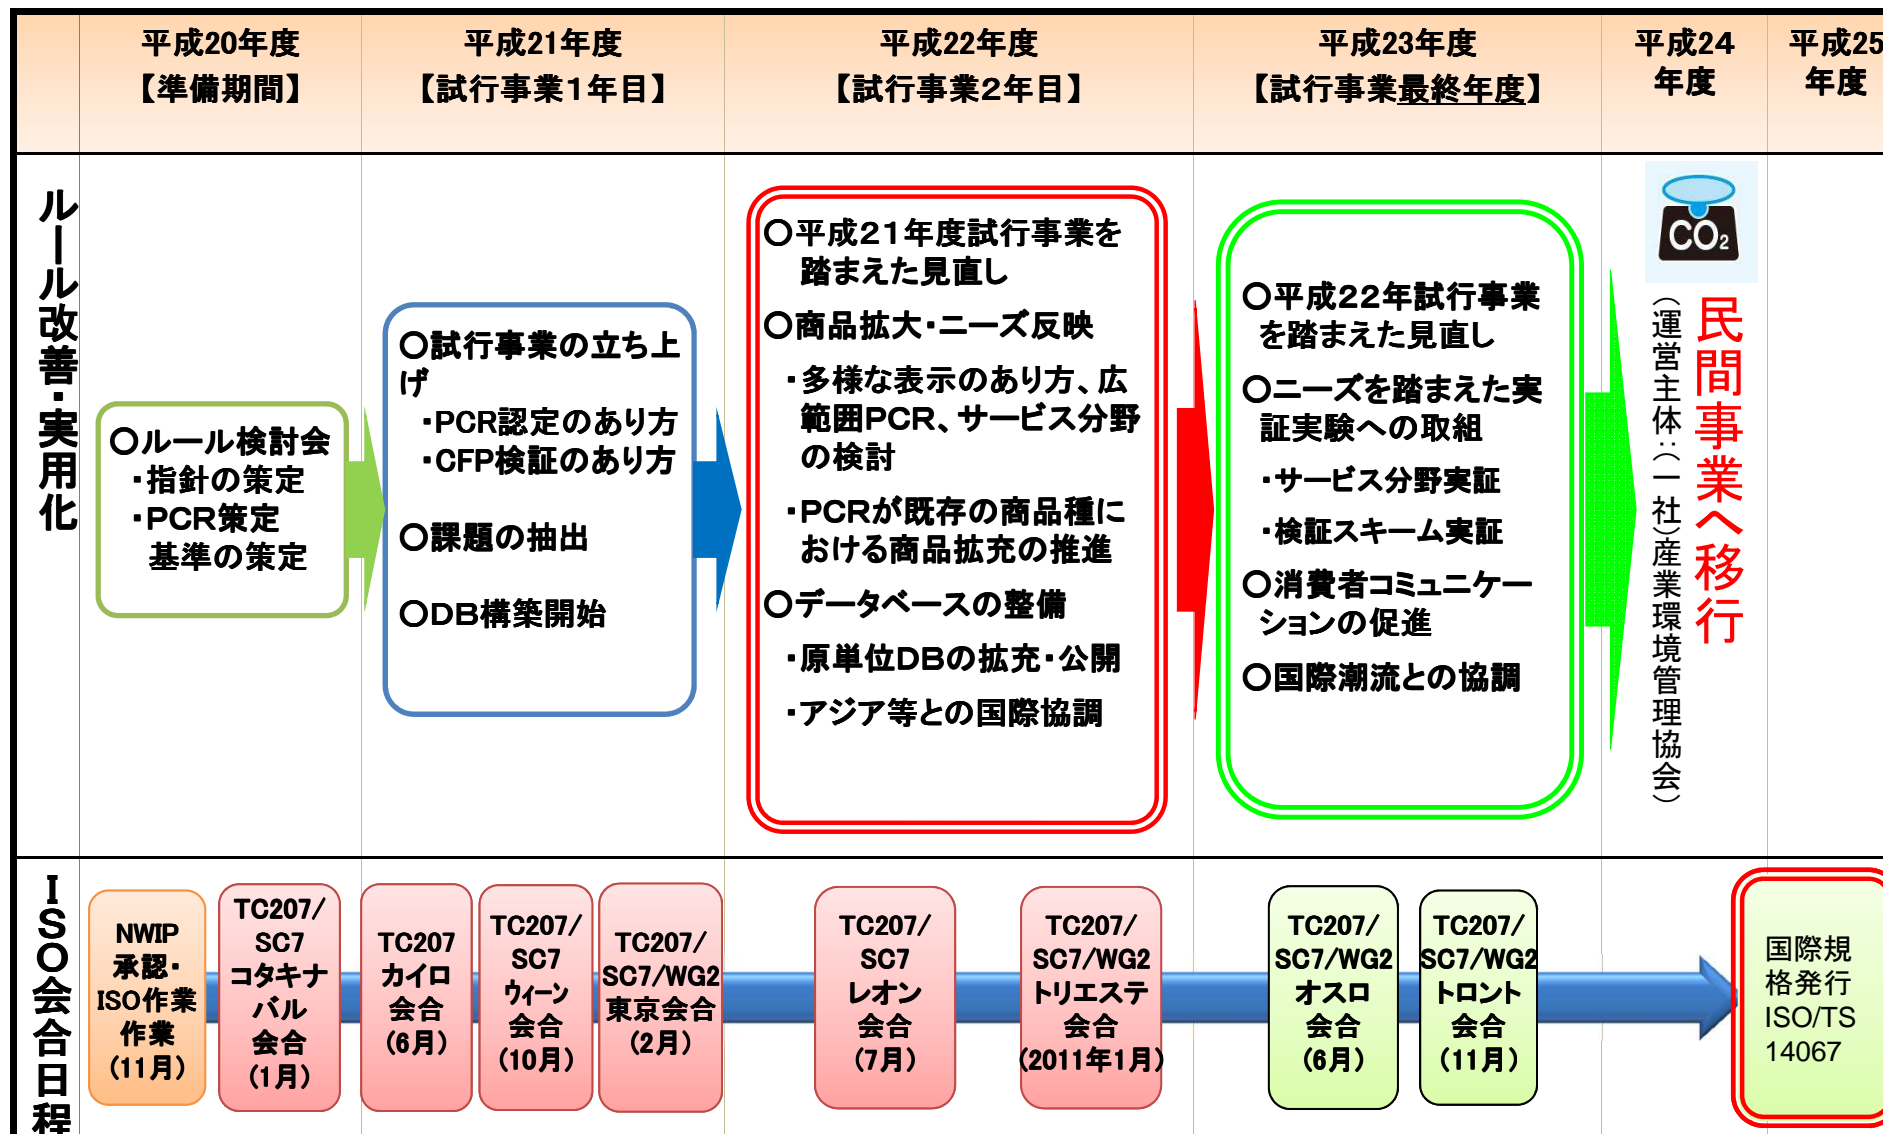 平成20年度
【準備期間】
平成21年度
【試行事業1年目】
平成22年度
【試行事業2年目】
平成23年度
【試行事業最終年度】
平成24
年度
平成25
年度
ルール改善・実用化
〇ルール検討会
・指針の策定
・PCR策定
基準の策定
〇試行事業の立ち上
げ
・PCR認定のあり方
・CFP検証のあり方
〇課題の抽出
〇DB構築開始
〇平成21年度試行事業を
踏まえた見直し
〇商品拡大・ニーズ反映
・多様な表示のあり方、広
範囲PCR、サービス分野
の検討
・PCRが既存の商品種に
おける商品拡充の推進
〇データベースの整備
・原単位DBの拡充・公開
・アジア等との国際協調
〇平成22年試行事業
を踏まえた見直し
〇ニーズを踏まえた実
証実験への取組
・サービス分野実証
・検証スキーム実証
〇消費者コミュニケー
ションの促進
〇国際潮流との協調
CO2
民間事業へ移行
(運営主体:(一社)産業環境管理協会)
ISO会合日程
NWIP
承認・
ISO作業
作業
(11月)
TC207/
SC7
コタキナ
バル
会合
(1月)
TC207
カイロ
会合
(6月)
TC207/
SC7
ウィーン
会合
(10月)
TC207/
SC7/WG2
東京会合
(2月)
TC207/
SC7
レオン
会合
(7月)
TC207/
SC7/WG2
トリエステ
会合
(2011年1月)
TC207/
SC7/WG2
オスロ
会合
(6月)
TC207/
SC7/WG2
トロント
会合
(11月)
国際規
格発行
ISO/TS
14067